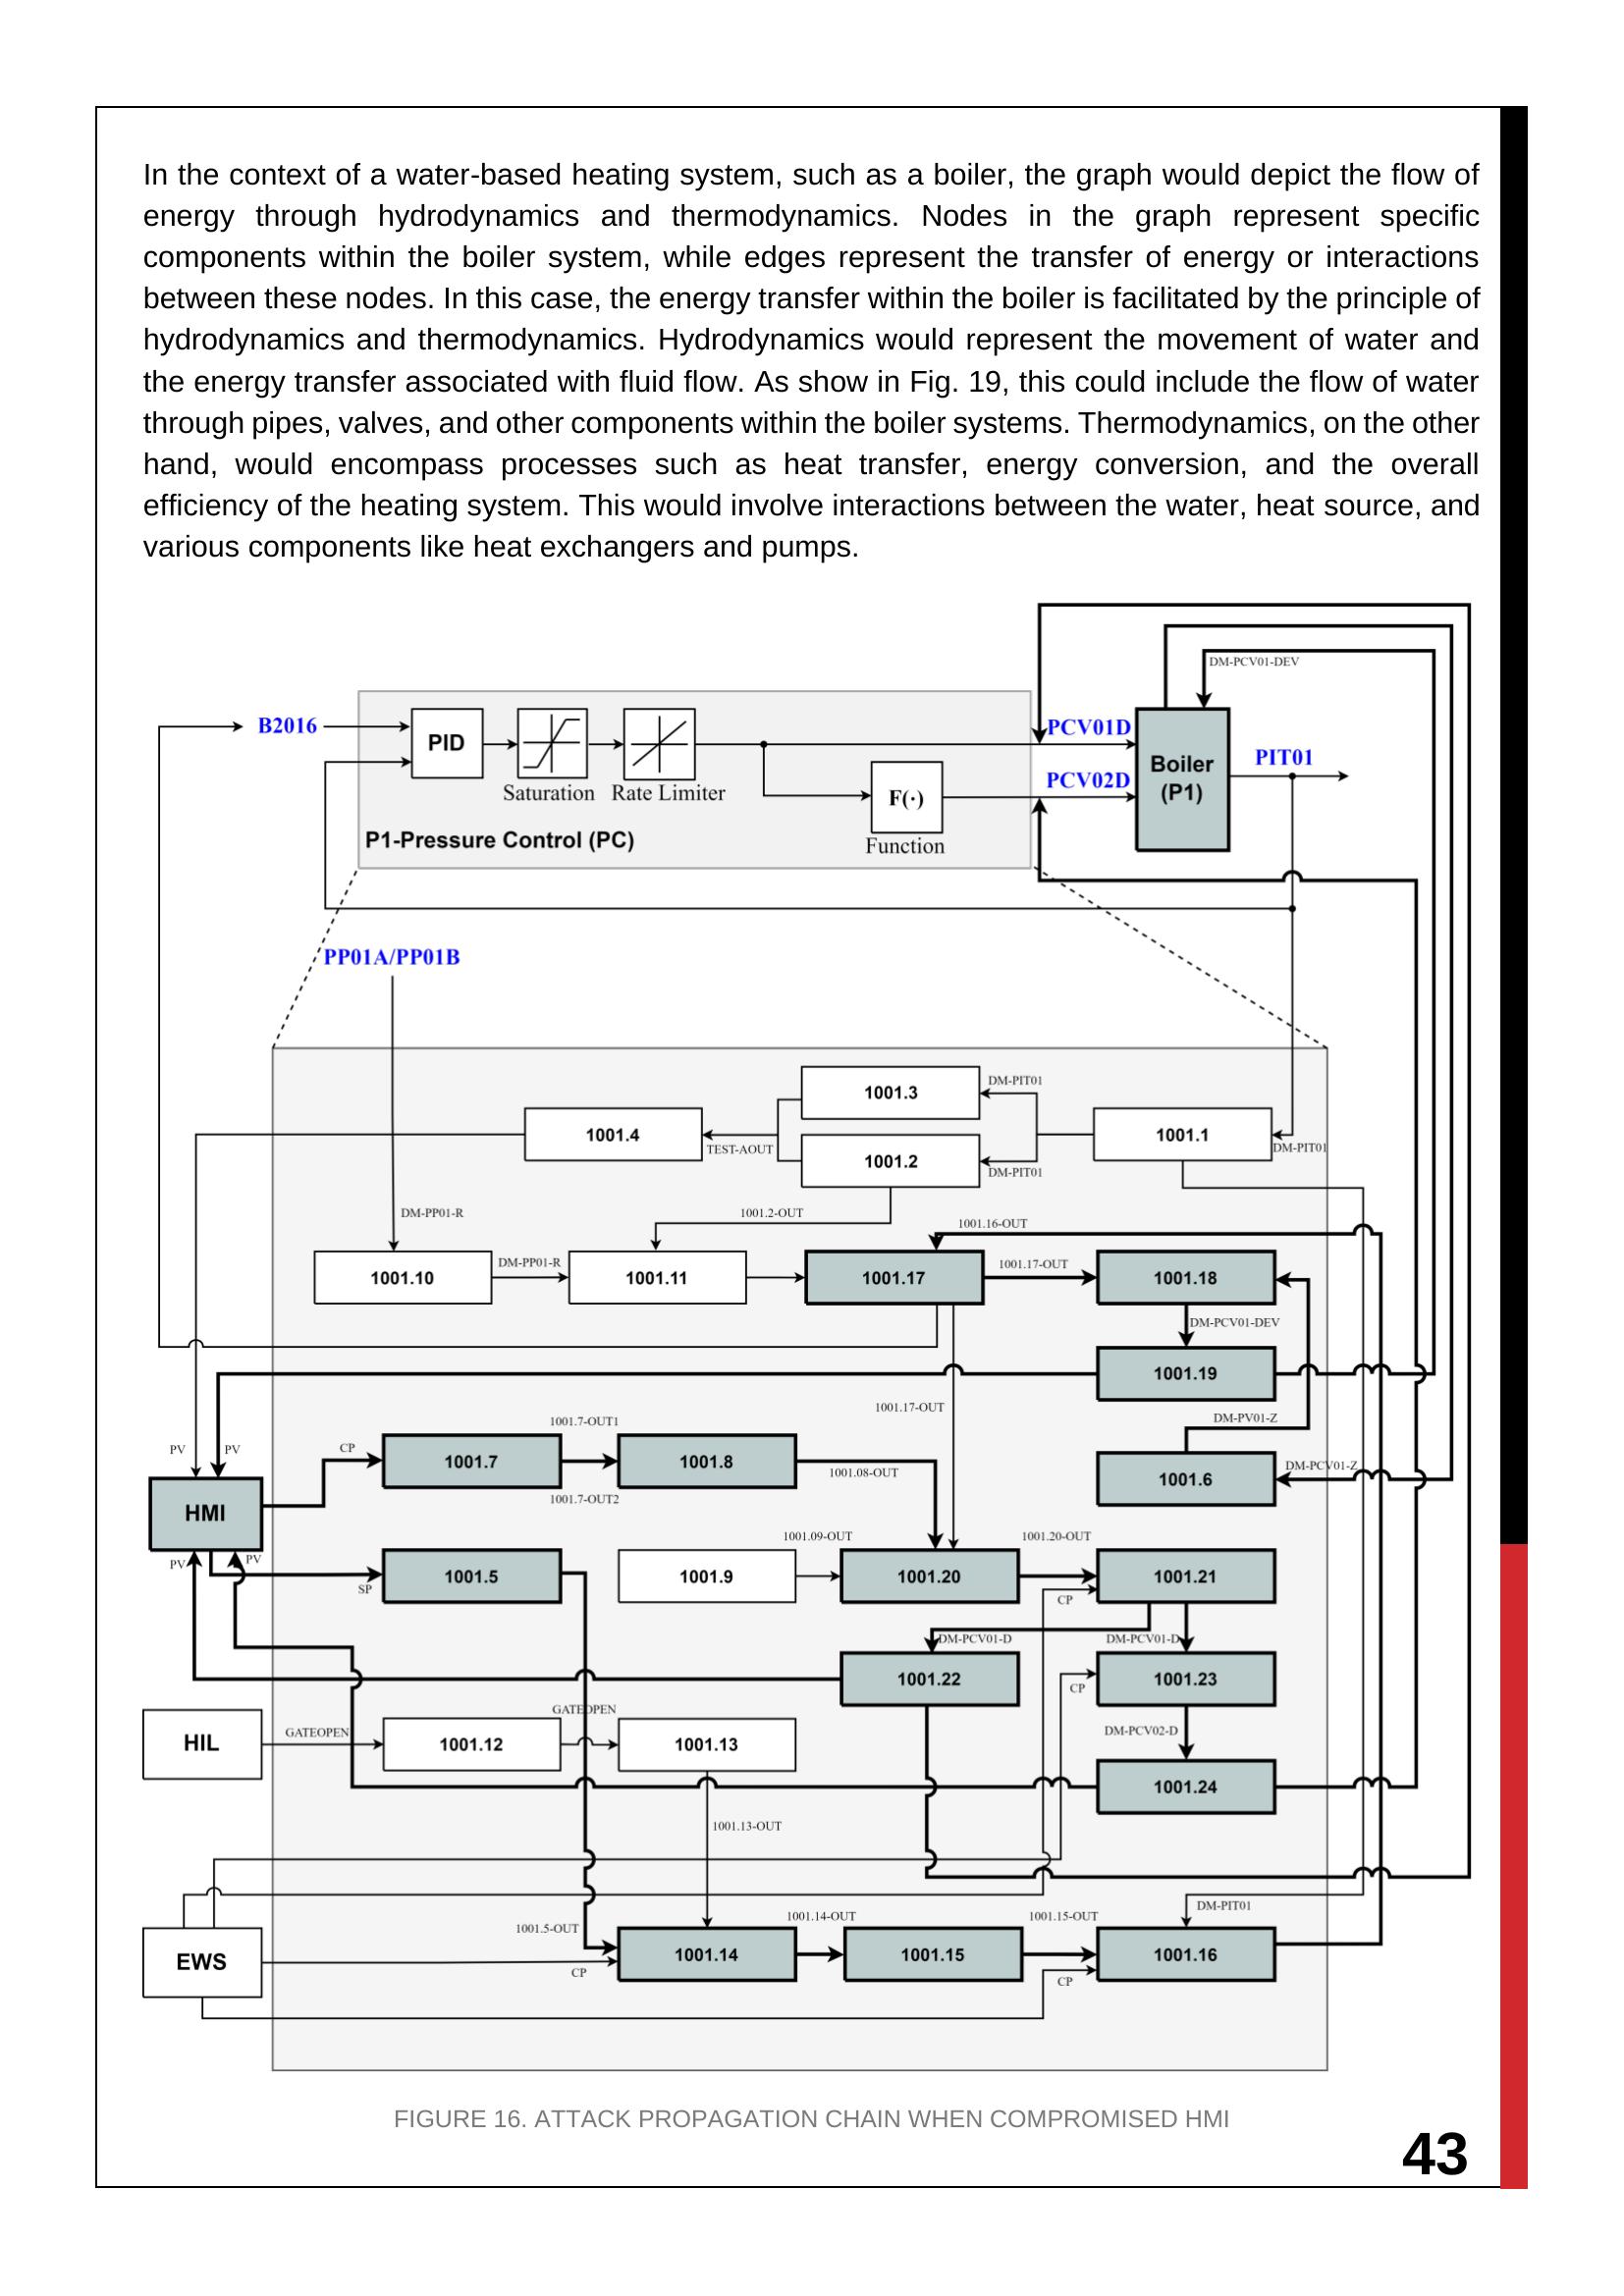 In the context of a water-based heating system, such as a boiler, the graph would depict the flow of
energy through hydrodynamics and thermodynamics. Nodes in the graph represent specific
components within the boiler system, while edges represent the transfer of energy or interactions
between these nodes. In this case, the energy transfer within the boiler is facilitated by the principle of
hydrodynamics and thermodynamics. Hydrodynamics would represent the movement of water and
the energy transfer associated with fluid flow. As show in Fig. 19, this could include the flow of water
through pipes, valves, and other components within the boiler systems. Thermodynamics, on the other
hand, would encompass processes such as heat transfer, energy conversion, and the overall
efficiency of the heating system. This would involve interactions between the water, heat source, and
various components like heat exchangers and pumps.
DM-PCV01-DEV
B2016
PID
Saturation
Rate Limiter
F(·)
Function
P1-Pressure Control (PC)
PCV01D
PCV02D
Boiler
(P1)
PIT01
PP01A/PP01B
1001.3
DM-PIT01
1001.4
TEST-AOUT
1001.2
DM-PIT01
1001.1
DM-PIT01
DM-PP01-R
1001.2-OUT
1001.16-OUT
1001.10
DM-PP01-R
1001.11
1001.17
1001.17-OUT
1001.18
DM-PCV01-DEV
1001.19
1001.17-OUT
DM-PV01-Z
1001.7-OUT1
PV
PV
CP
1001.7
1001.8
1001.08-OUT
1001.6
DM-PCV01-Z
1001.7-OUT2
HMI
1001.09-OUT
1001.20-OUT
PV
PV
SP
1001.5
1001.9
1001.20
CP
1001.21
DM-PCV01-D
DM-PCV01-D
1001.22
CP
1001.23
GATEOPEN
HIL
GATEOPEN
1001.12
1001.13
DM-PCV02-D
1001.24
1001.13-OUT
DM-PIT01
1001.5-OUT
1001.14-OUT
1001.15-OUT
EWS
CP
1001.14
1001.15
CP
1001.16
FIGURE 16. ATTACK PROPAGATION CHAIN WHEN COMPROMISED HMI
43